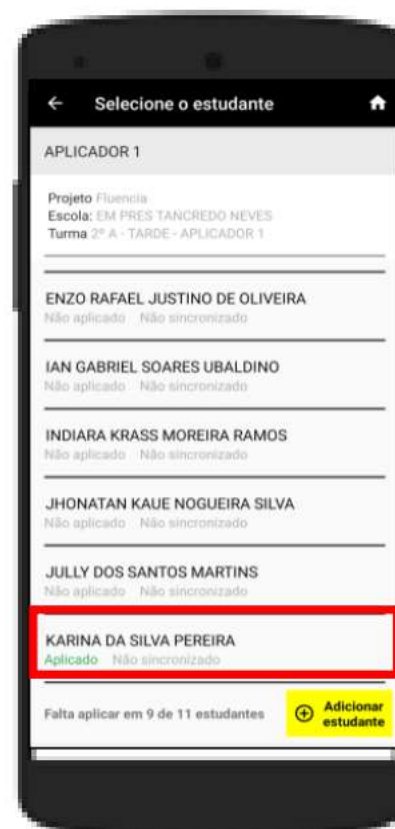 Selecione o estudante
APLICADOR 1
Projeto Fluencia
Escola: EM PRES TANCREDO NEVES
Turma 2º A - TARDE - APLICADOR 1
ENZO RAFAEL JUSTINO DE OLIVEIRA
Não aplicado Não sincronizado
IAN GABRIEL SOARES UBALDINO
Não aplicado Não sincronizado
INDIARA KRASS MOREIRA RAMOS
Não aplicado Não sincronizado
JHONATAN KAUE NOGUEIRA SILVA
Não aplicado Não sincronizado
JULLY DOS SANTOS MARTINS
Não aplicado Não sincronizado
KARINA DA SILVA PEREIRA
Aplicado Não sincronizado
Falta aplicar em 9 de 11 estudantes
Adicionar
estudante